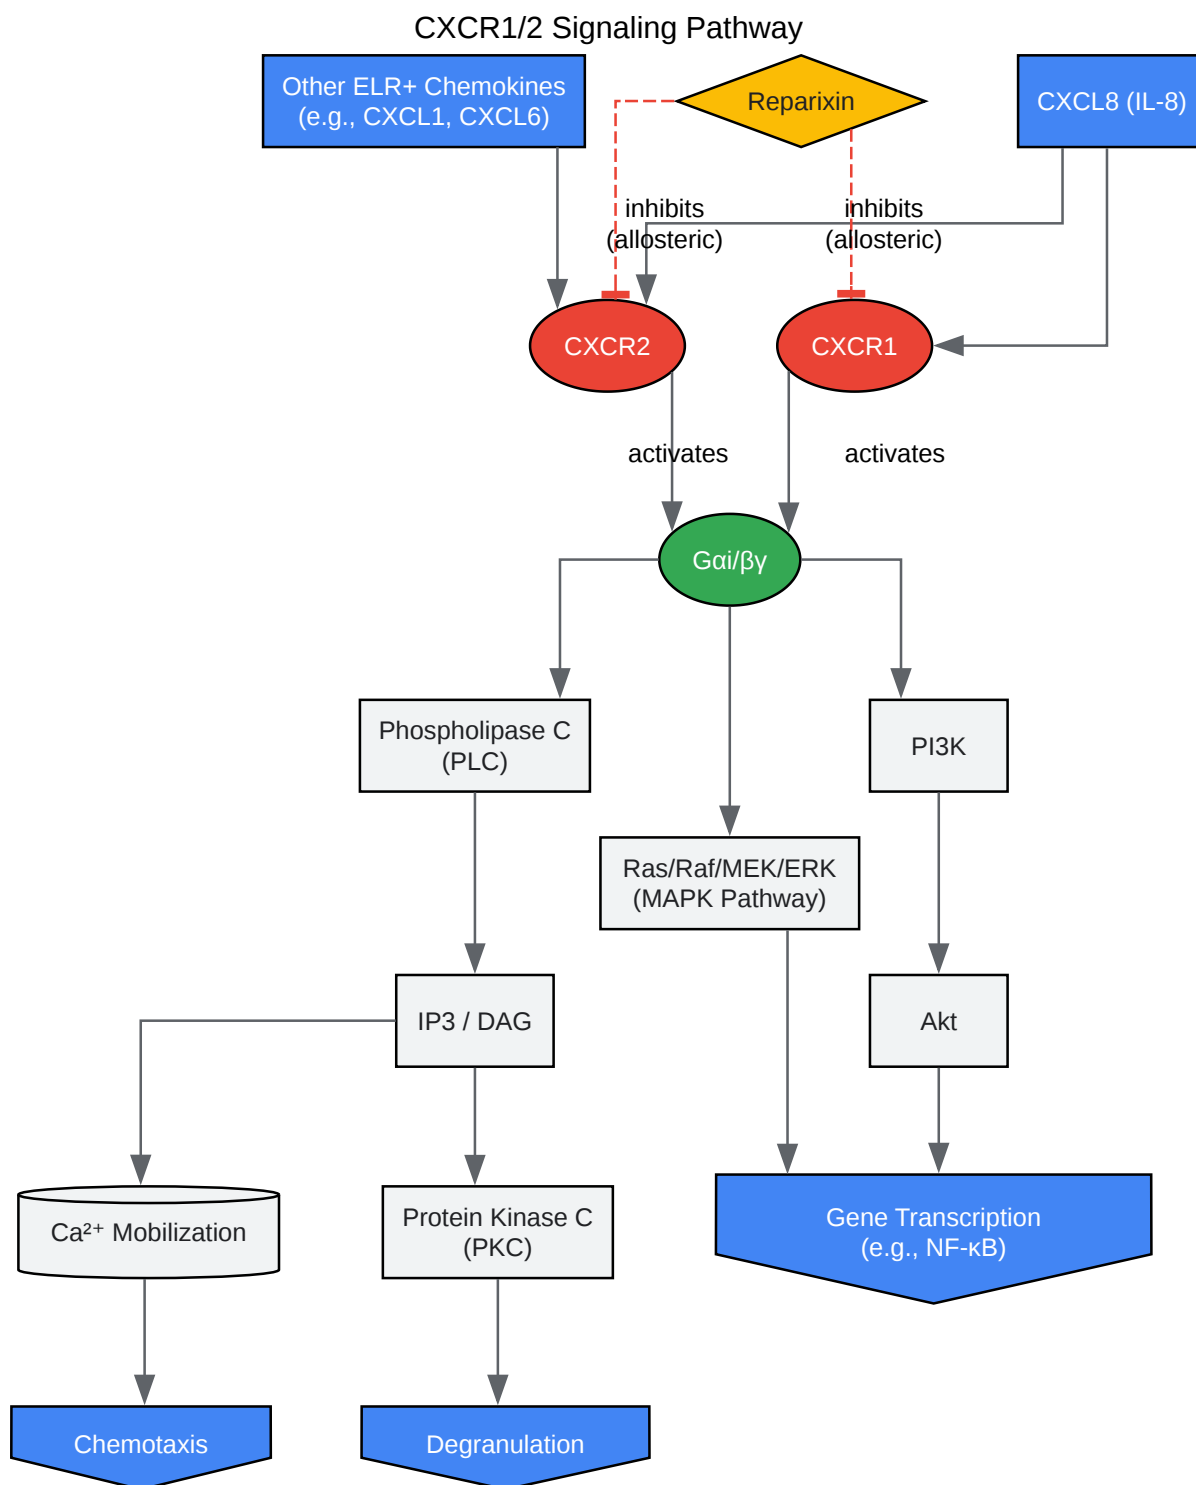 CXCR1/2 Signaling Pathway
Other ELR+ Chemokines
(e.g., CXCL1, CXCL6)
Reparixin
CXCL8 (IL-8)
inhibits
(allosteric)
inhibits
(allosteric)
CXCR2
CXCR1
activates
activates
Gαi/βγ
Phospholipase C
(PLC)
PI3K
Ras/Raf/MEK/ERK
(MAPK Pathway)
IP3 / DAG
Akt
Ca²⁺ Mobilization
Protein Kinase C
(PKC)
Gene Transcription
(e.g., NF-κB)
Chemotaxis
Degranulation